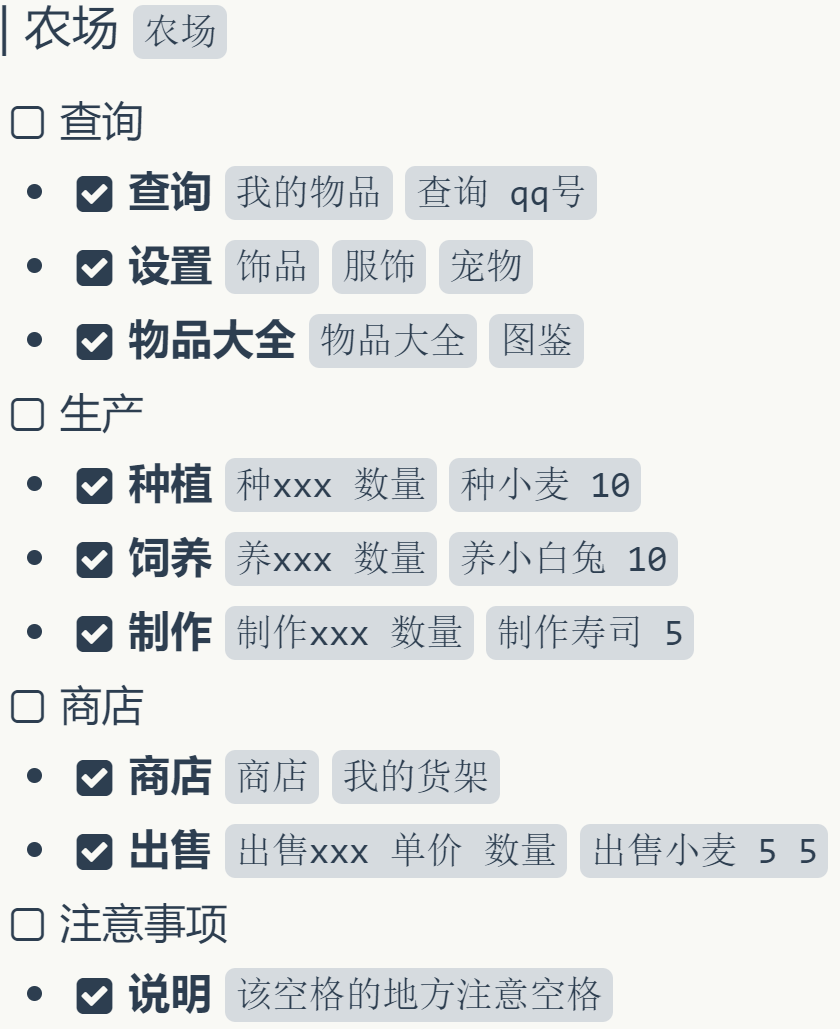 农场 农场
查询
查询 我的物品 查询 qq号
设置 饰品 服饰 宠物
物品大全 物品大全 图鉴
生产
种植 种xxx 数量 种小麦 10
饲养 养xxx 数量 养小白兔 10
制作 制作xxx 数量 制作寿司 5
商店
商店 商店 我的货架
出售 出售xxx 单价 数量 出售小麦 5 5
注意事项
说明 该空格的地方注意空格